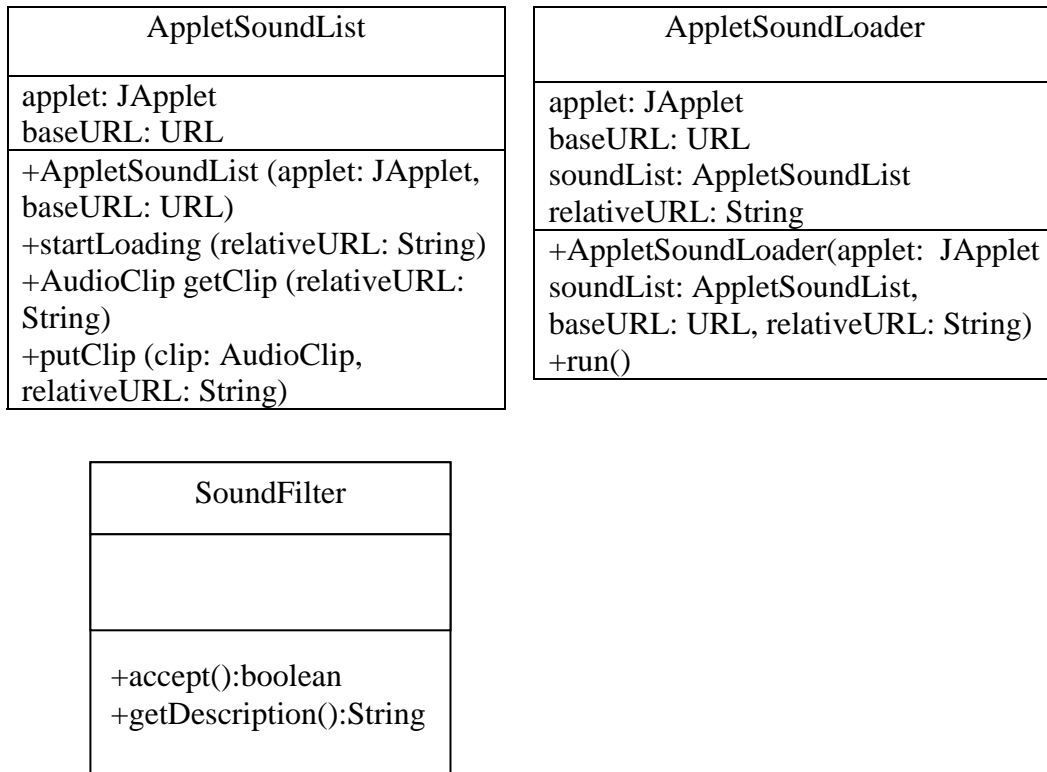 AppletSoundList
applet: JApplet
baseURL: URL
+AppletSoundList (applet: JApplet,
baseURL: URL)
+startLoading (relativeURL: String)
+AudioClip getClip (relativeURL:
String)
+putClip (clip: AudioClip,
relativeURL: String)
AppletSoundLoader
applet: JApplet
baseURL: URL
soundList: AppletSoundList
relativeURL: String
+AppletSoundLoader(applet: JApplet
soundList: AppletSoundList,
baseURL: URL, relativeURL: String)
+run()
SoundFilter
+accept():boolean
+getDescription():String